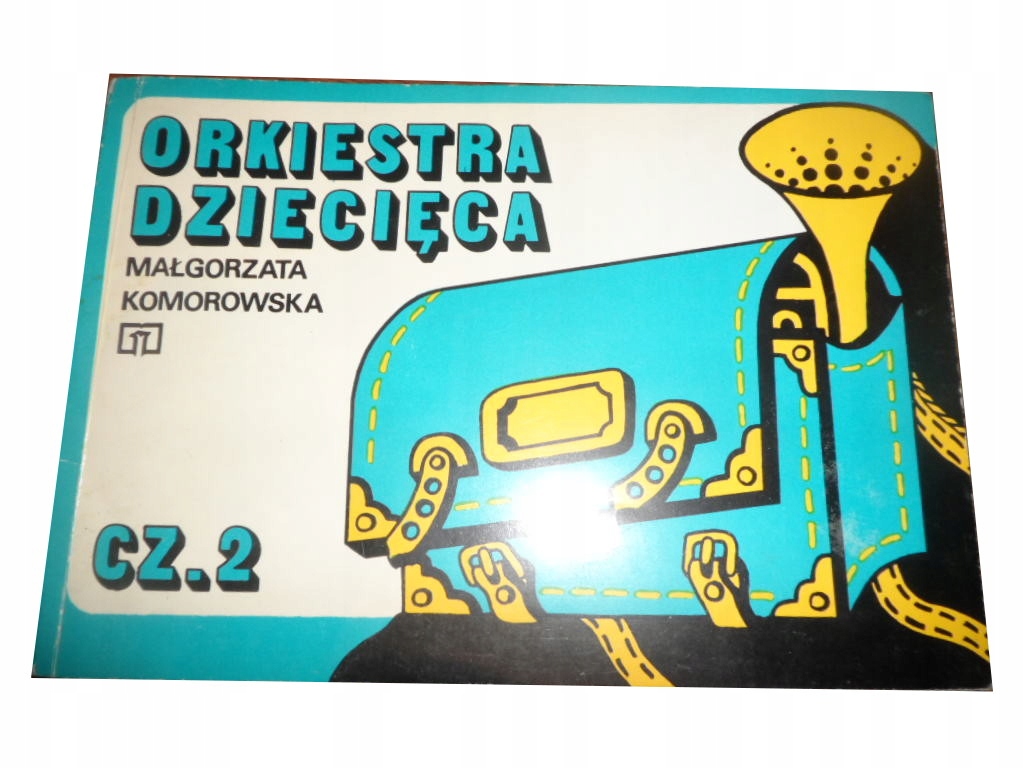 ORKIESTRA
DZIECIĘCA
MAŁGORZATA
KOMOROWSKA
CZ. 2